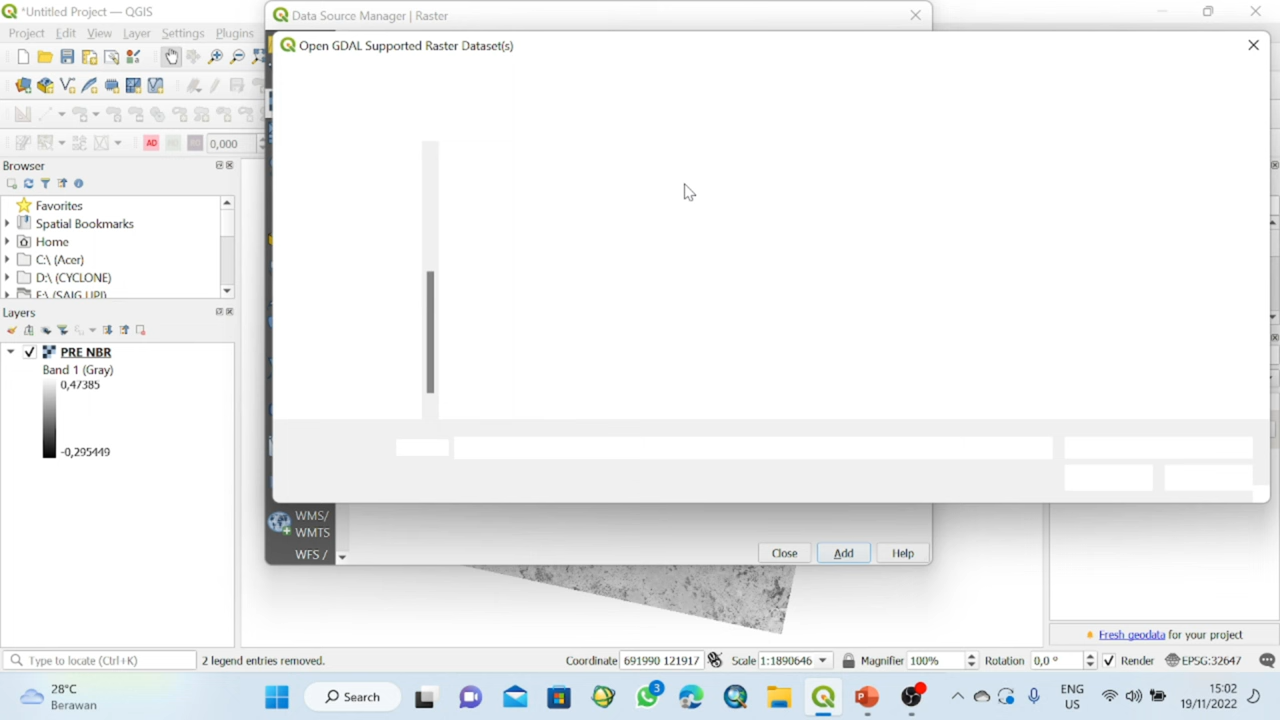 *Untitled Project — QGIS
Data Source Manager | Raster
Project Edit View Layer Settings Plugins
Open GDAL Supported Raster Dataset(s)
AD
0,000
Browser
Favorites
Spatial Bookmarks
Home
C:\ (Acer)
D:\ (CYCLONE)
E:\ (SAIG UPI)
Layers
PRE NBR
Band 1 (Gray)
0,47385
-0,295449
WMS/
WMTS
WFS /
Close Add Help
Fresh geodata for your project
Type to locate (Ctrl+K) 2 legend entries removed. Coordinate 691990 121917 Scale 1:1890646 Magnifier 100% Rotation 0,0 ° Render EPSG:32647
28°C
Berawan
Search
3
ENG
US
15:02
19/11/2022